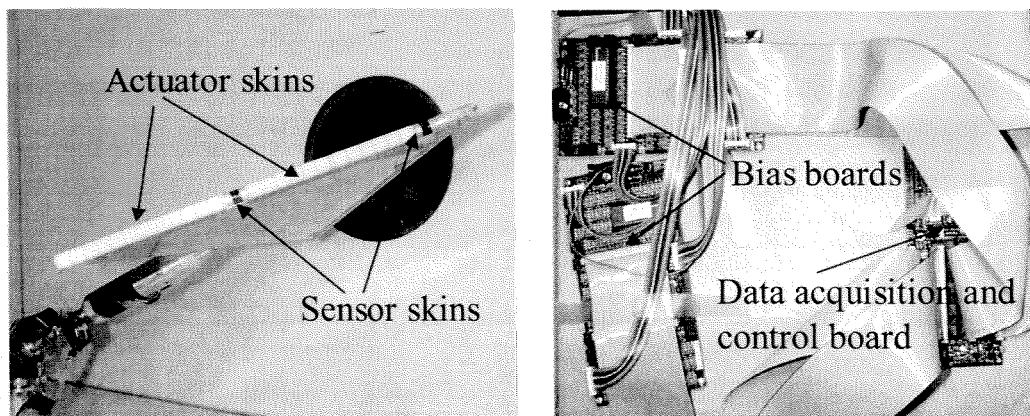 Actuator skins
Sensor skins
Bias boards
Data acquisition and
control board